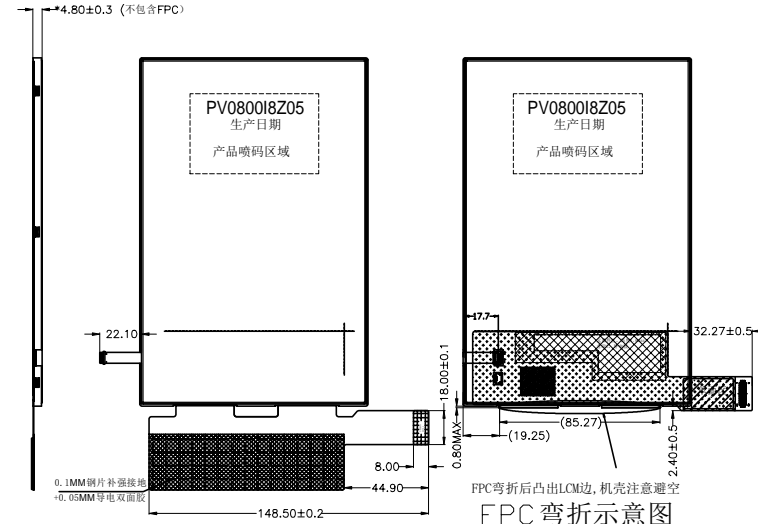 *4.80±0.3 (不包含FPC)
PV0800I8Z05
生产日期
产品喷码区域
PV0800I8Z05
生产日期
产品喷码区域
22.10
17.7
32.27±0.5
18.00±0.1
0.80MAX
(19.25)
(85.27)
2.40±0.5
8.00
44.90
148.50±0.2
0.1MM钢片补强接地
+0.05MM导电双面胶
FPC弯折后凸出LCM边,机壳注意避空
FPC弯折示意图